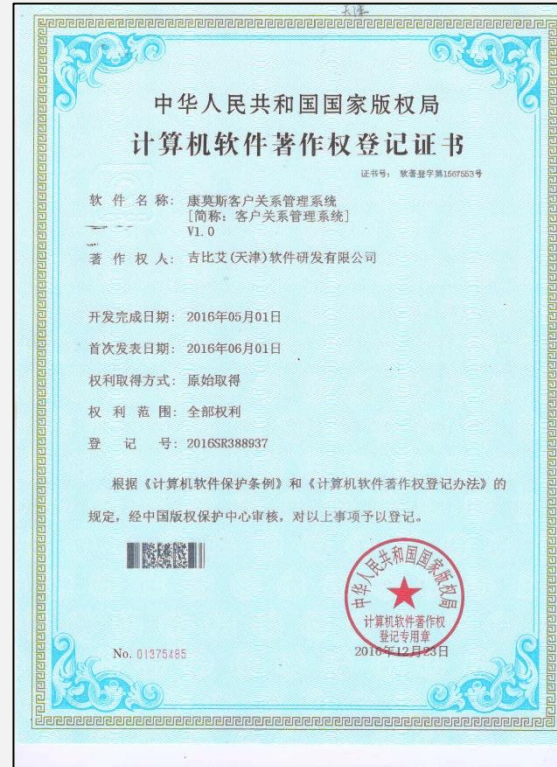 中华人民共和国国家版权局
计算机软件著作权登记证书
证书号： 软著登字第1567553号
软件名称： 康莫斯客户关系管理系统
[简称：客户关系管理系统]
V1.0
著作权人： 吉比艾(天津)软件研发有限公司
开发完成日期： 2016年05月01日
首次发表日期： 2016年06月01日
权利取得方式： 原始取得
权利范围： 全部权利
登记号： 2016SR388937
根据《计算机软件保护条例》和《计算机软件著作权登记办法》的
规定，经中国版权保护中心审核，对以上事项予以登记。
中华人民共和国国家版权局
计算机软件著作权
登记专用章
No. 01375485
2016年12月23日